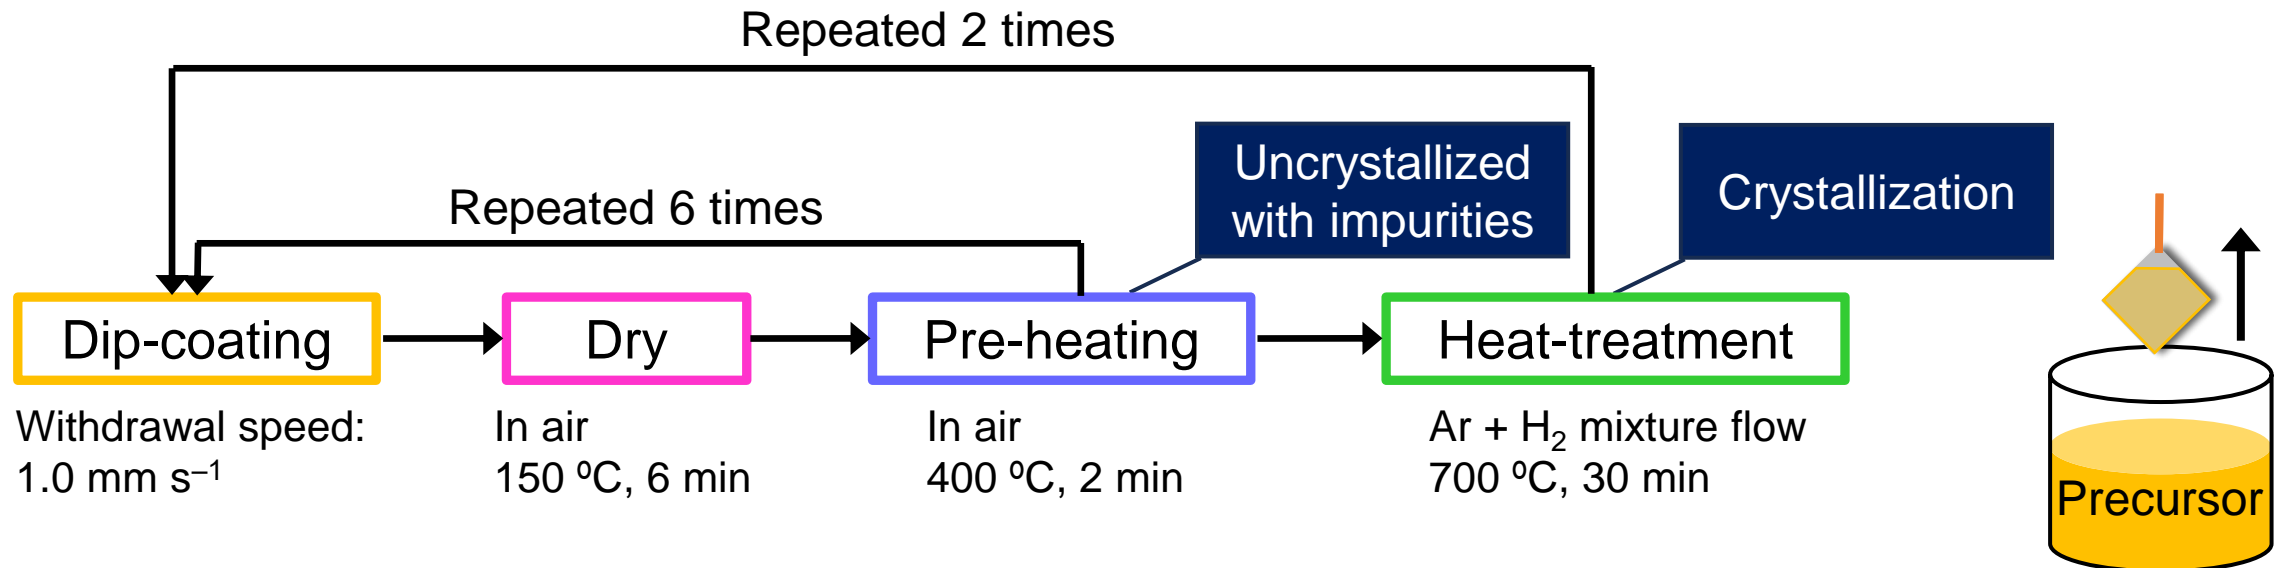 Repeated 2 times
Repeated 6 times
Uncrystallized
with impurities
Crystallization
Dip-coating
Dry
Pre-heating
Heat-treatment
Withdrawal speed:
1.0 mm s⁻¹
In air
150 ºC, 6 min
In air
400 ºC, 2 min
Ar + H₂ mixture flow
700 ºC, 30 min
Precursor